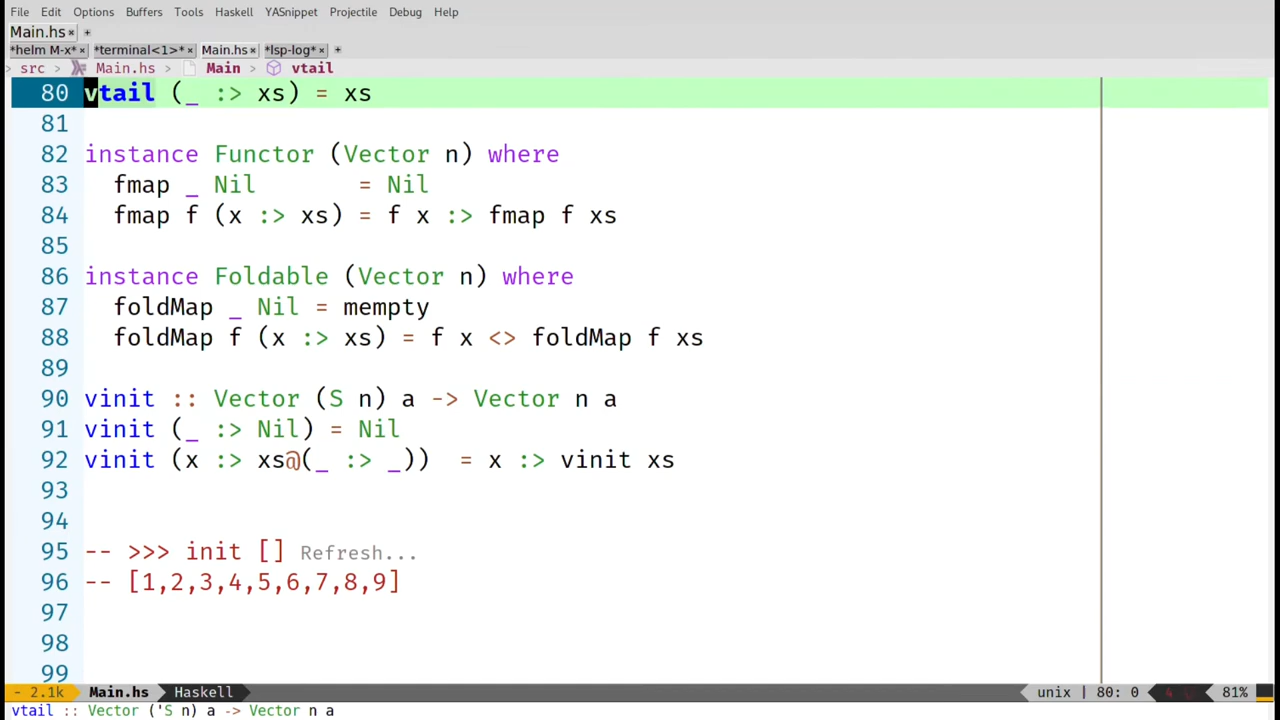 File Edit Options Buffers Tools Haskell YASnippet Projectile Debug Help
Main.hs × +
*helm M-x* × *terminal<1>* × Main.hs × *lsp-log* × +
> src > Main.hs > Main > vtail
80 vtail (_ :> xs) = xs
81
82 instance Functor (Vector n) where
83 fmap _ Nil = Nil
84 fmap f (x :> xs) = f x :> fmap f xs
85
86 instance Foldable (Vector n) where
87 foldMap _ Nil = mempty
88 foldMap f (x :> xs) = f x <> foldMap f xs
89
90 vinit :: Vector (S n) a -> Vector n a
91 vinit (_ :> Nil) = Nil
92 vinit (x :> xs@(_ :> _)) = x :> vinit xs
93
94
95 -- >>> init [] Refresh...
96 -- [1,2,3,4,5,6,7,8,9]
97
98
99
- 2.1k Main.hs Haskell unix | 80: 0 4 81%
vtail :: Vector ('S n) a -> Vector n a